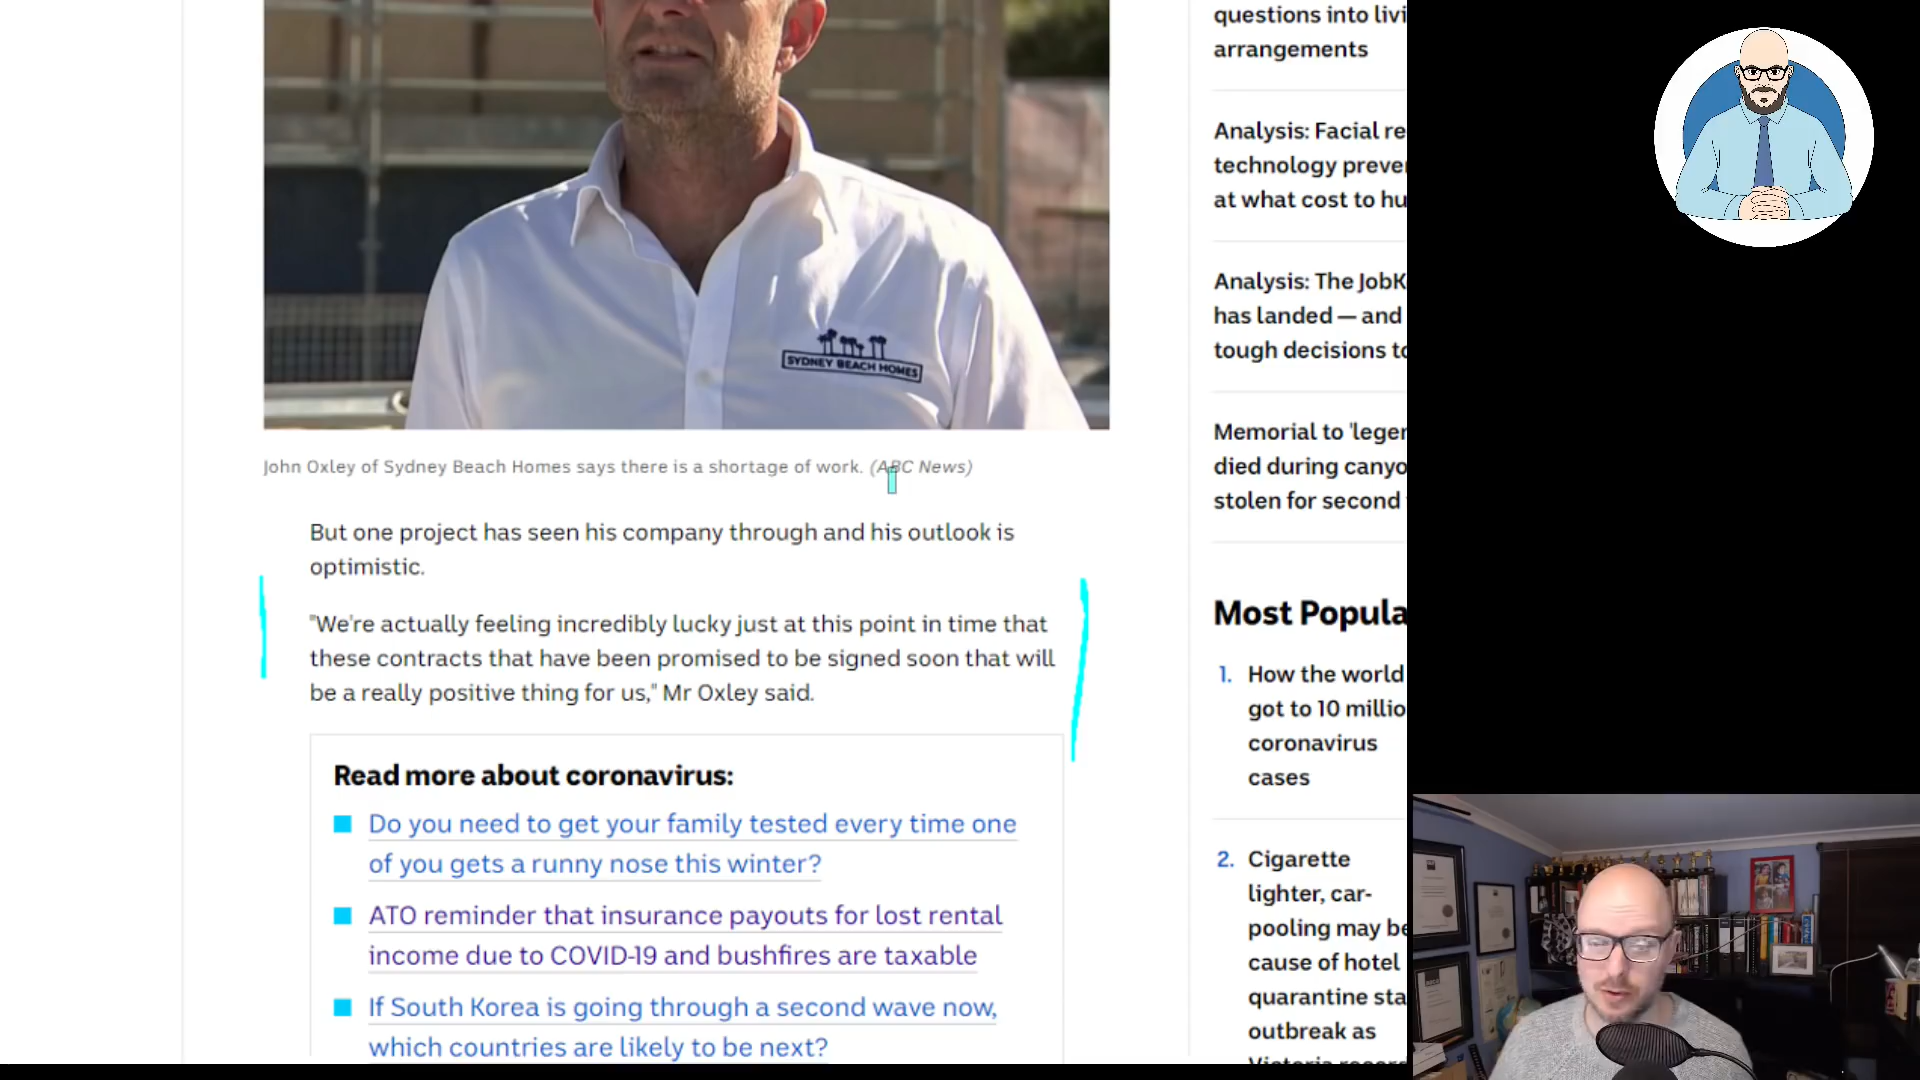 SYDNEY BEACH HOMES
John Oxley of Sydney Beach Homes says there is a shortage of work. (ABC News)
But one project has seen his company through and his outlook is
optimistic.
"We're actually feeling incredibly lucky just at this point in time that
these contracts that have been promised to be signed soon that will
be a really positive thing for us," Mr Oxley said.
Read more about coronavirus:
Do you need to get your family tested every time one
of you gets a runny nose this winter?
ATO reminder that insurance payouts for lost rental
income due to COVID-19 and bushfires are taxable
If South Korea is going through a second wave now,
which countries are likely to be next?
questions into livi
arrangements
Analysis: Facial re
technology preve
at what cost to hu
Analysis: The JobK
has landed — and
tough decisions to
Memorial to 'leger
died during canyo
stolen for second
Most Popula
1. How the world
got to 10 millio
coronavirus
cases
2. Cigarette
lighter, car-
pooling may be
cause of hotel
quarantine sta
outbreak as